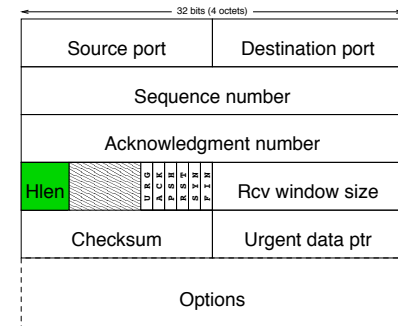 32 bits (4 octets)
Source port Destination port
Sequence number
Acknowledgment number
Hlen URG ACK PSH RST SYN FIN Rcv window size
Checksum Urgent data ptr
Options